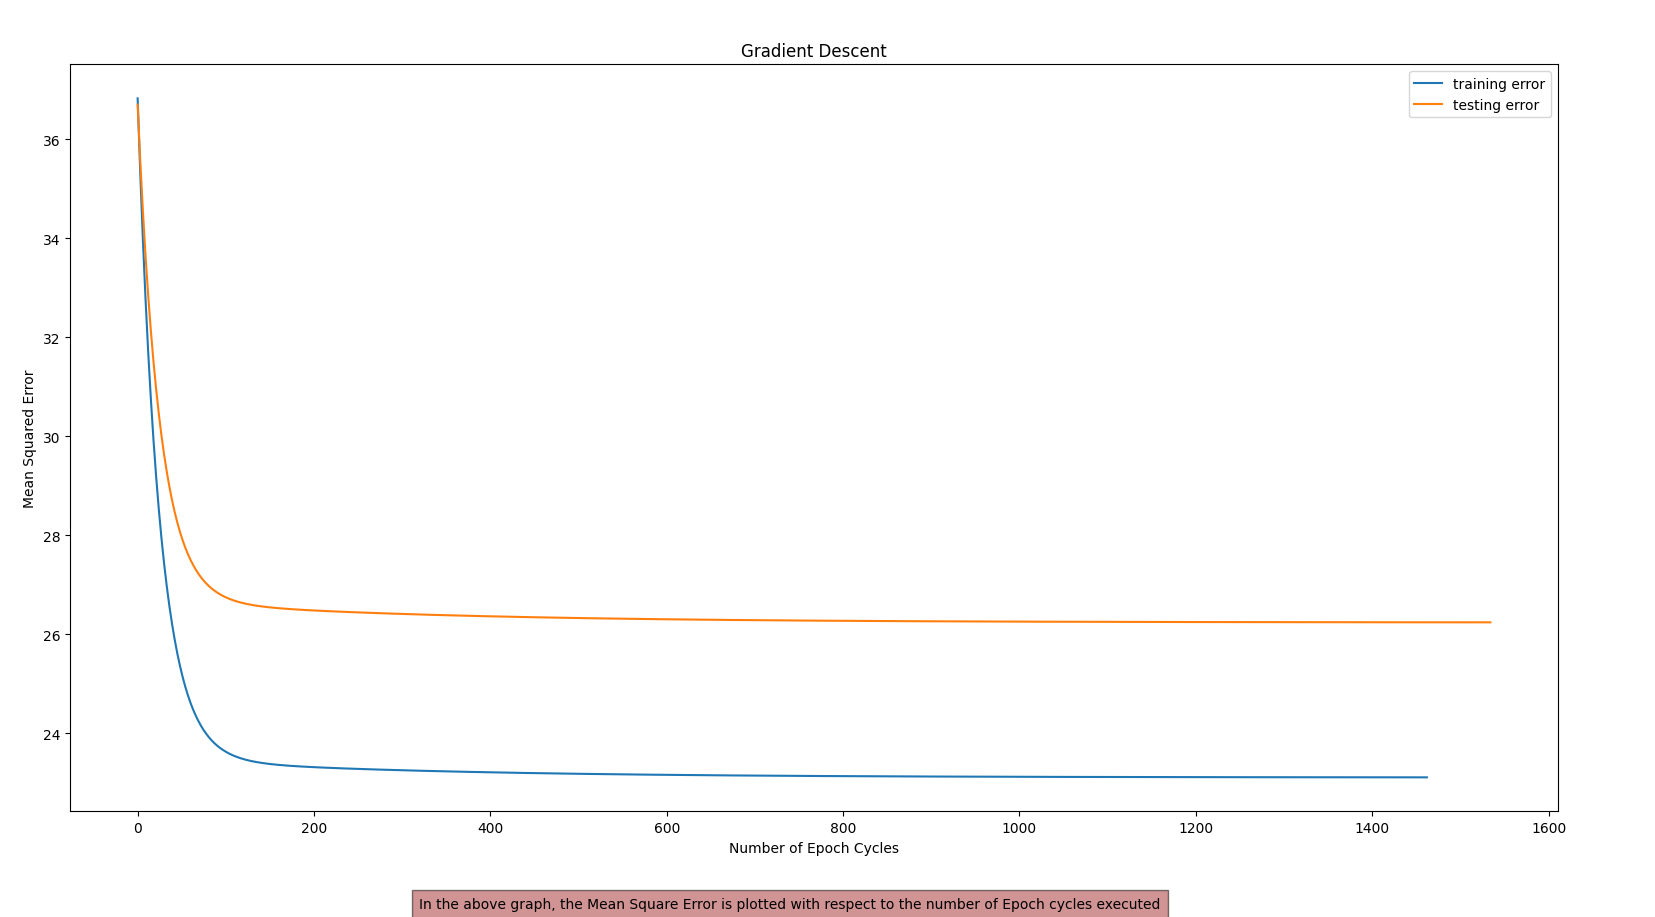 Gradient Descent
training error
testing error
Mean Squared Error
36
34
32
30
28
26
24
0 200 400 600 800 1000 1200 1400 1600
Number of Epoch Cycles
In the above graph, the Mean Square Error is plotted with respect to the number of Epoch cycles executed